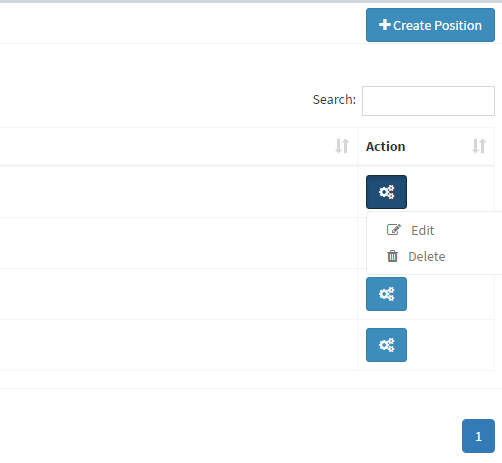 Create Position
Search:
Action
Edit
Delete
1